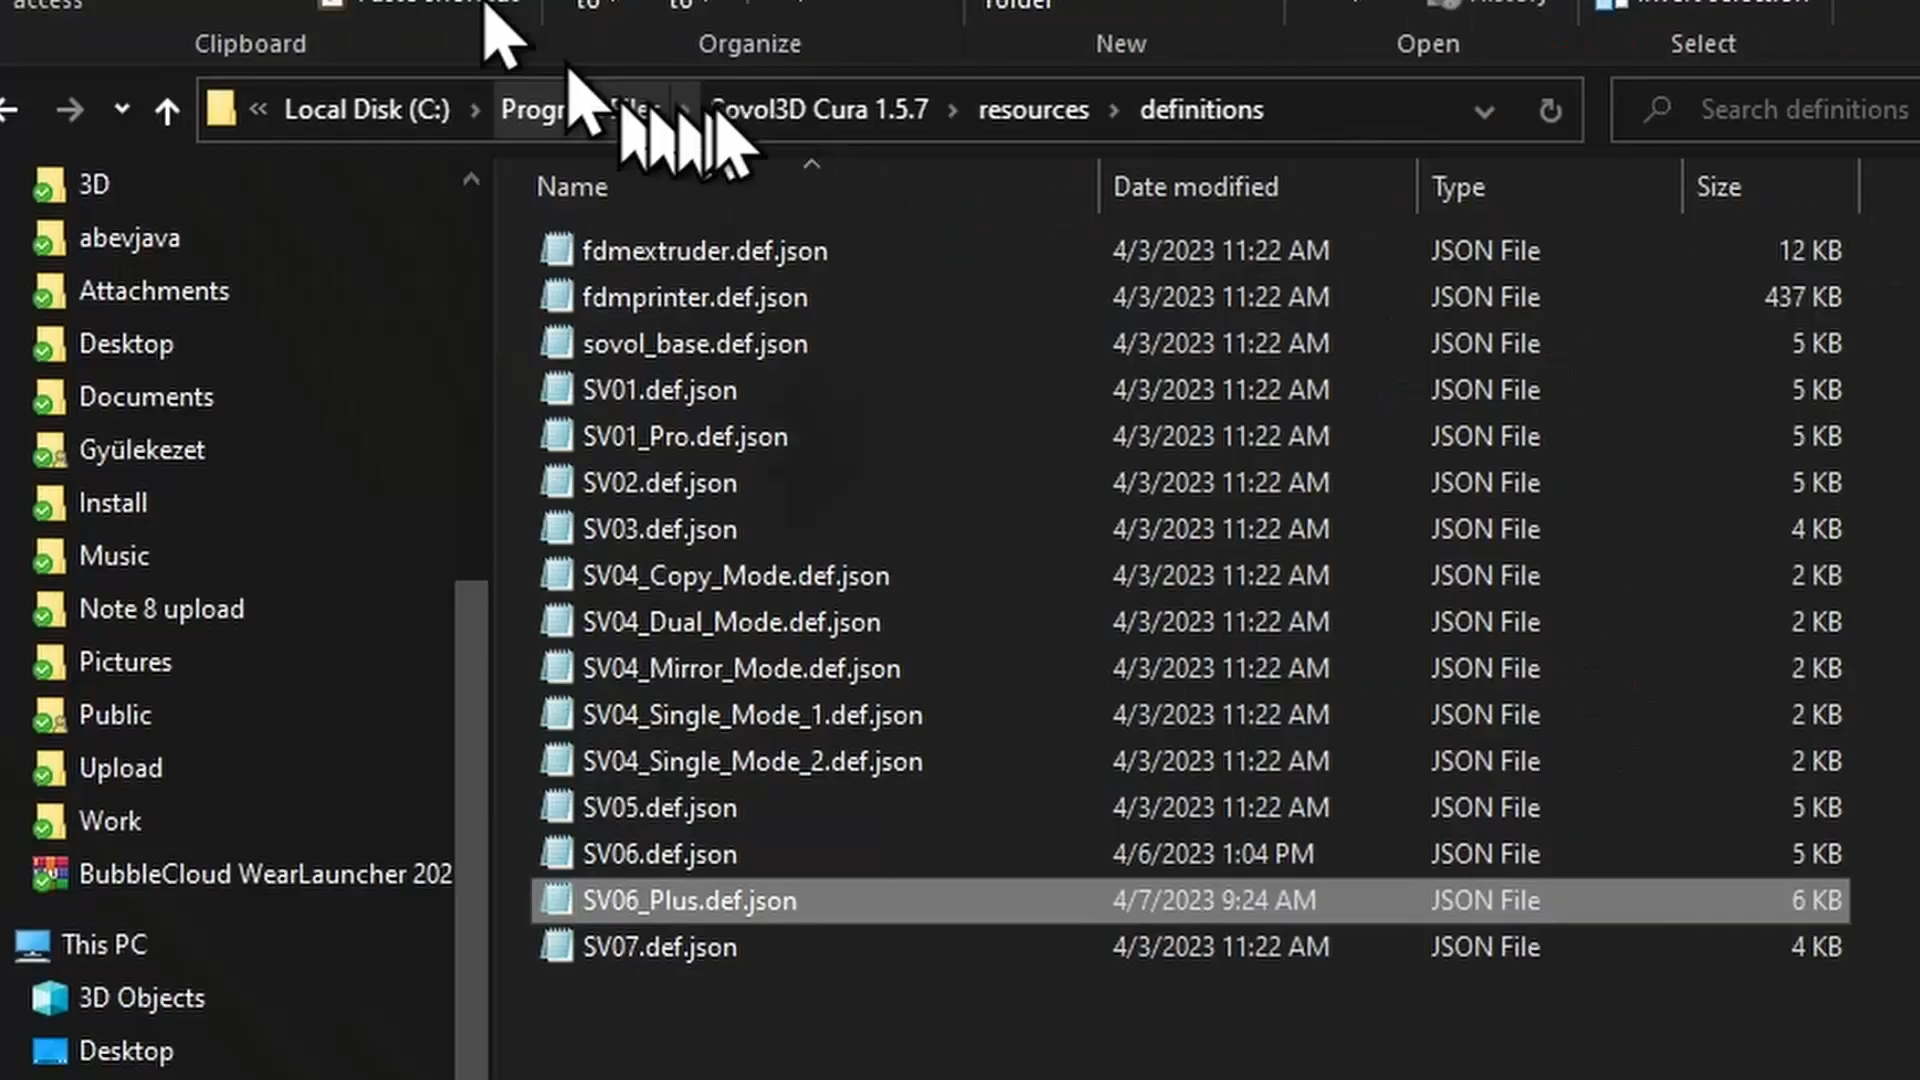 access
Clipboard Organize New Open Select
Local Disk (C:) Sovol3D Cura 1.5.7 resources definitions Search definitions
Name Date modified Type Size
3D
abevjava
Attachments
Desktop
Documents
Gyülekezet
Install
Music
Note 8 upload
Pictures
Public
Upload
Work
BubbleCloud WearLauncher 202
This PC
3D Objects
Desktop
fdmextruder.def.json 4/3/2023 11:22 AM JSON File 12 KB
fdmprinter.def.json 4/3/2023 11:22 AM JSON File 437 KB
sovol_base.def.json 4/3/2023 11:22 AM JSON File 5 KB
SV01.def.json 4/3/2023 11:22 AM JSON File 5 KB
SV01_Pro.def.json 4/3/2023 11:22 AM JSON File 5 KB
SV02.def.json 4/3/2023 11:22 AM JSON File 5 KB
SV03.def.json 4/3/2023 11:22 AM JSON File 4 KB
SV04_Copy_Mode.def.json 4/3/2023 11:22 AM JSON File 2 KB
SV04_Dual_Mode.def.json 4/3/2023 11:22 AM JSON File 2 KB
SV04_Mirror_Mode.def.json 4/3/2023 11:22 AM JSON File 2 KB
SV04_Single_Mode_1.def.json 4/3/2023 11:22 AM JSON File 2 KB
SV04_Single_Mode_2.def.json 4/3/2023 11:22 AM JSON File 2 KB
SV05.def.json 4/3/2023 11:22 AM JSON File 5 KB
SV06.def.json 4/6/2023 1:04 PM JSON File 5 KB
SV06_Plus.def.json 4/7/2023 9:24 AM JSON File 6 KB
SV07.def.json 4/3/2023 11:22 AM JSON File 4 KB